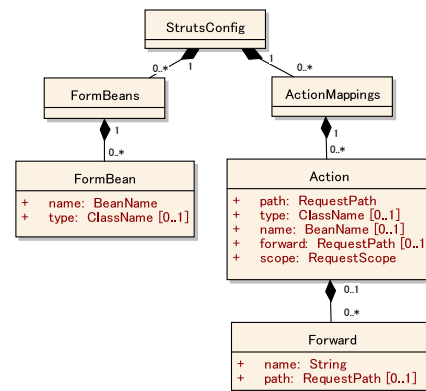 StrutsConfig
1
1
0..*
0..*
FormBeans
ActionMappings
1
1
0..*
0..*
FormBean
+ name: BeanName
+ type: ClassName [0..1]
Action
+ path: RequestPath
+ type: ClassName [0..1]
+ name: BeanName [0..1]
+ forward: RequestPath [0..1
+ scope: RequestScope
0..1
0..*
Forward
+ name: String
+ path: RequestPath [0..1]